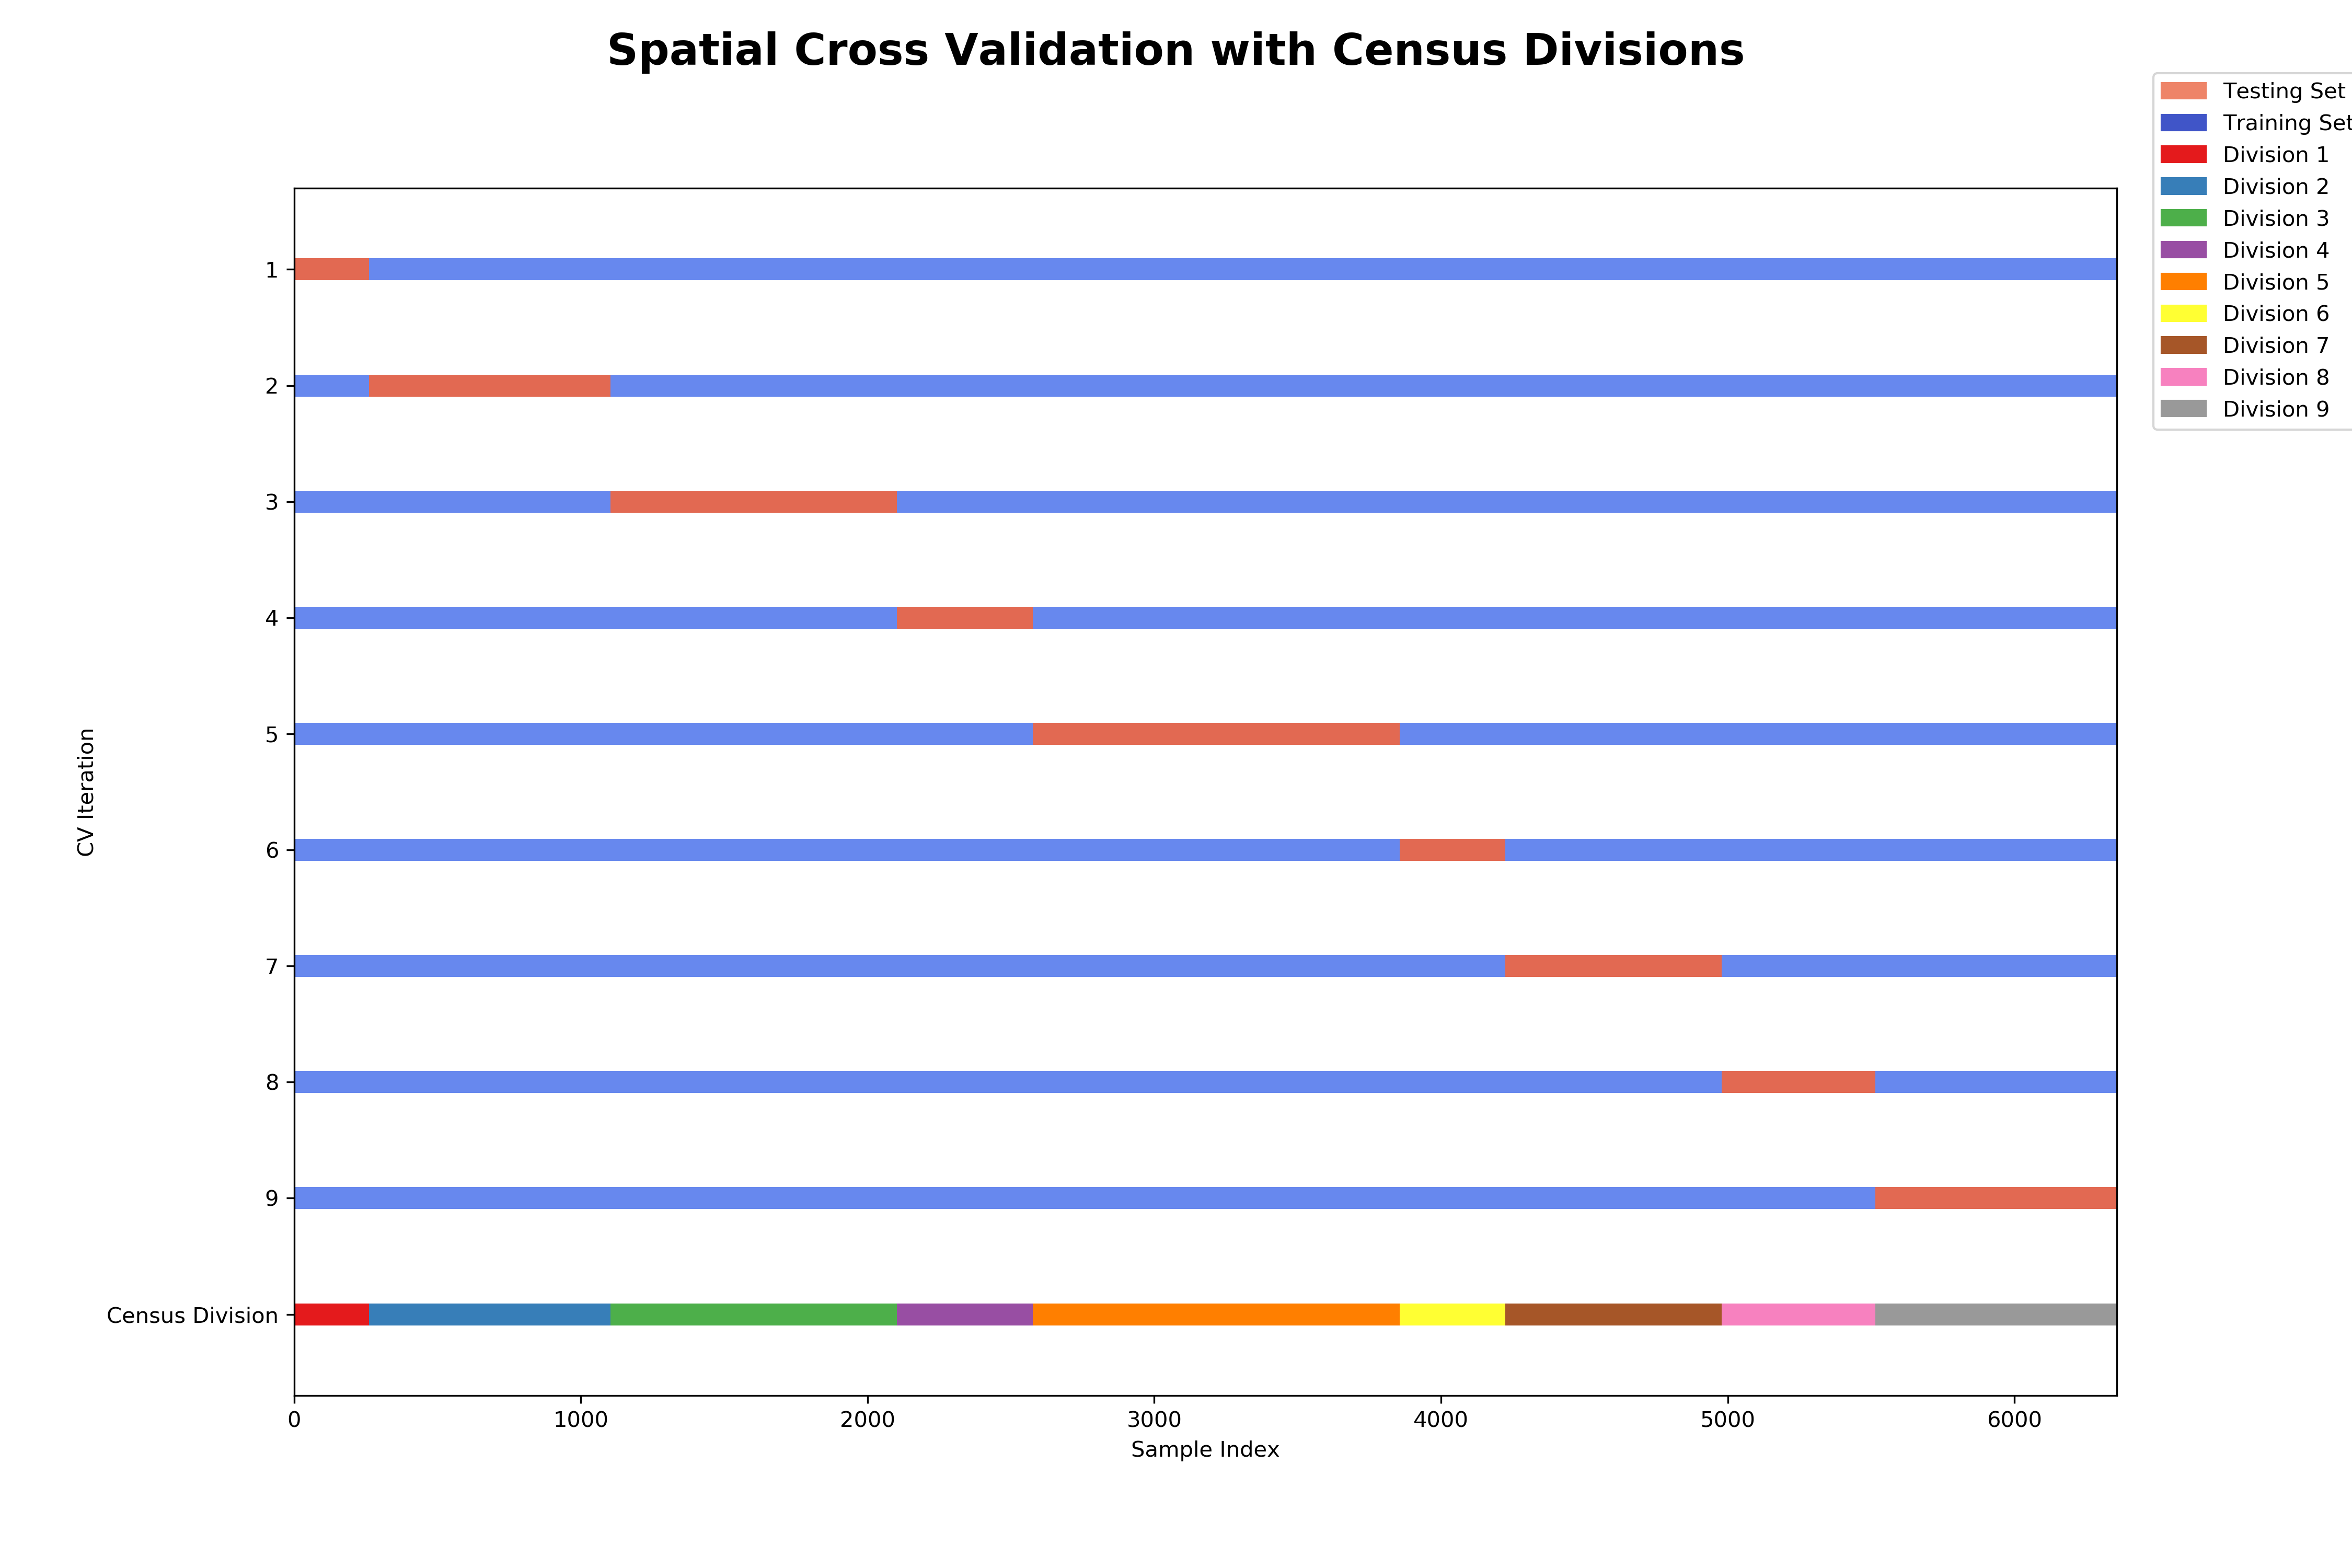 Spatial Cross Validation with Census Divisions
Testing Set
Training Set
Division 1
Division 2
Division 3
Division 4
Division 5
Division 6
Division 7
Division 8
Division 9
CV Iteration
1
2
3
4
5
6
7
8
9
Census Division
0 1000 2000 3000 4000 5000 6000
Sample Index